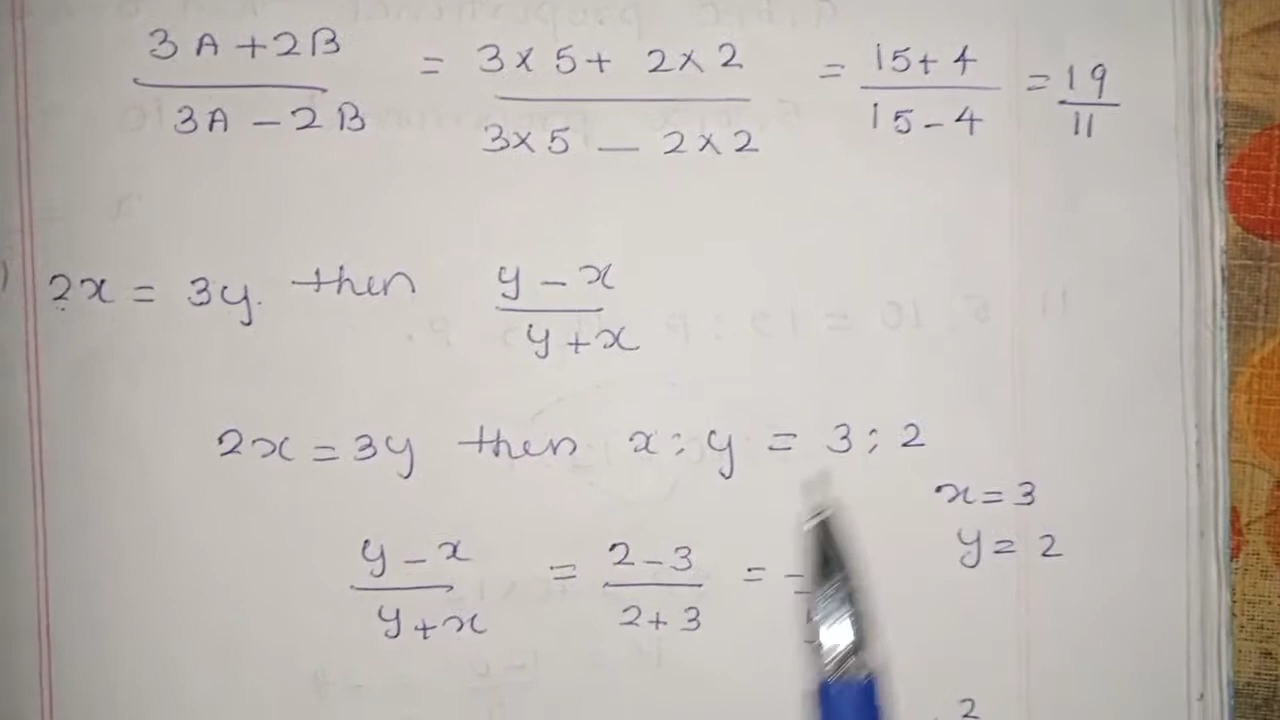 3A+2B / 3A-2B = 3×5+ 2×2 / 3×5 - 2×2 = 15+4 / 15-4 = 19 / 11
) 2x = 3y. then y-x / y+x
2x = 3y then x : y = 3 : 2
x = 3
y = 2
y-x / y+x = 2-3 / 2+3 = -
2